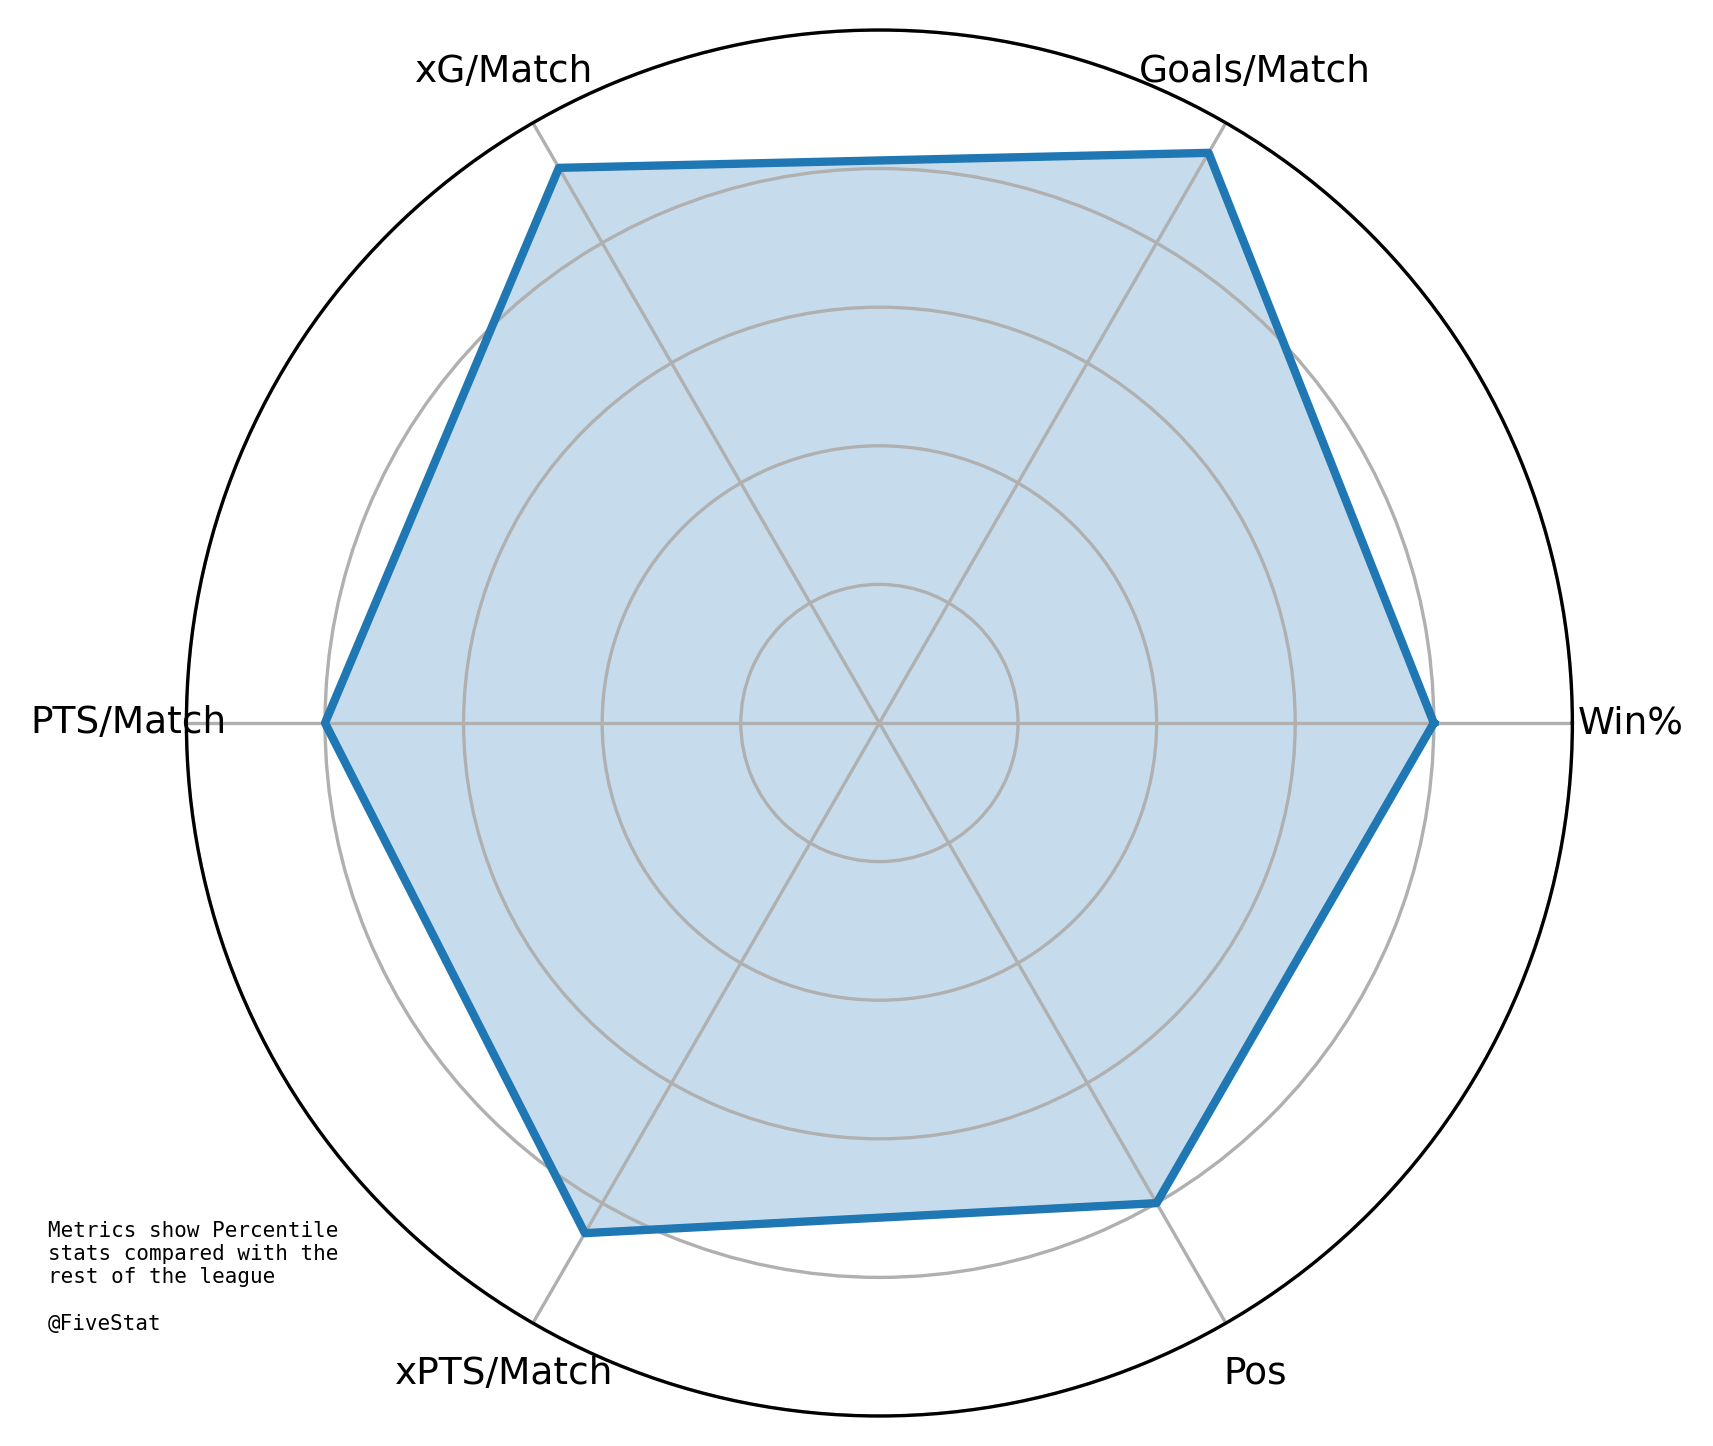 xG/Match
Goals/Match
PTS/Match
Win%
Metrics show Percentile
stats compared with the
rest of the league
@FiveStat
xPTS/Match
Pos